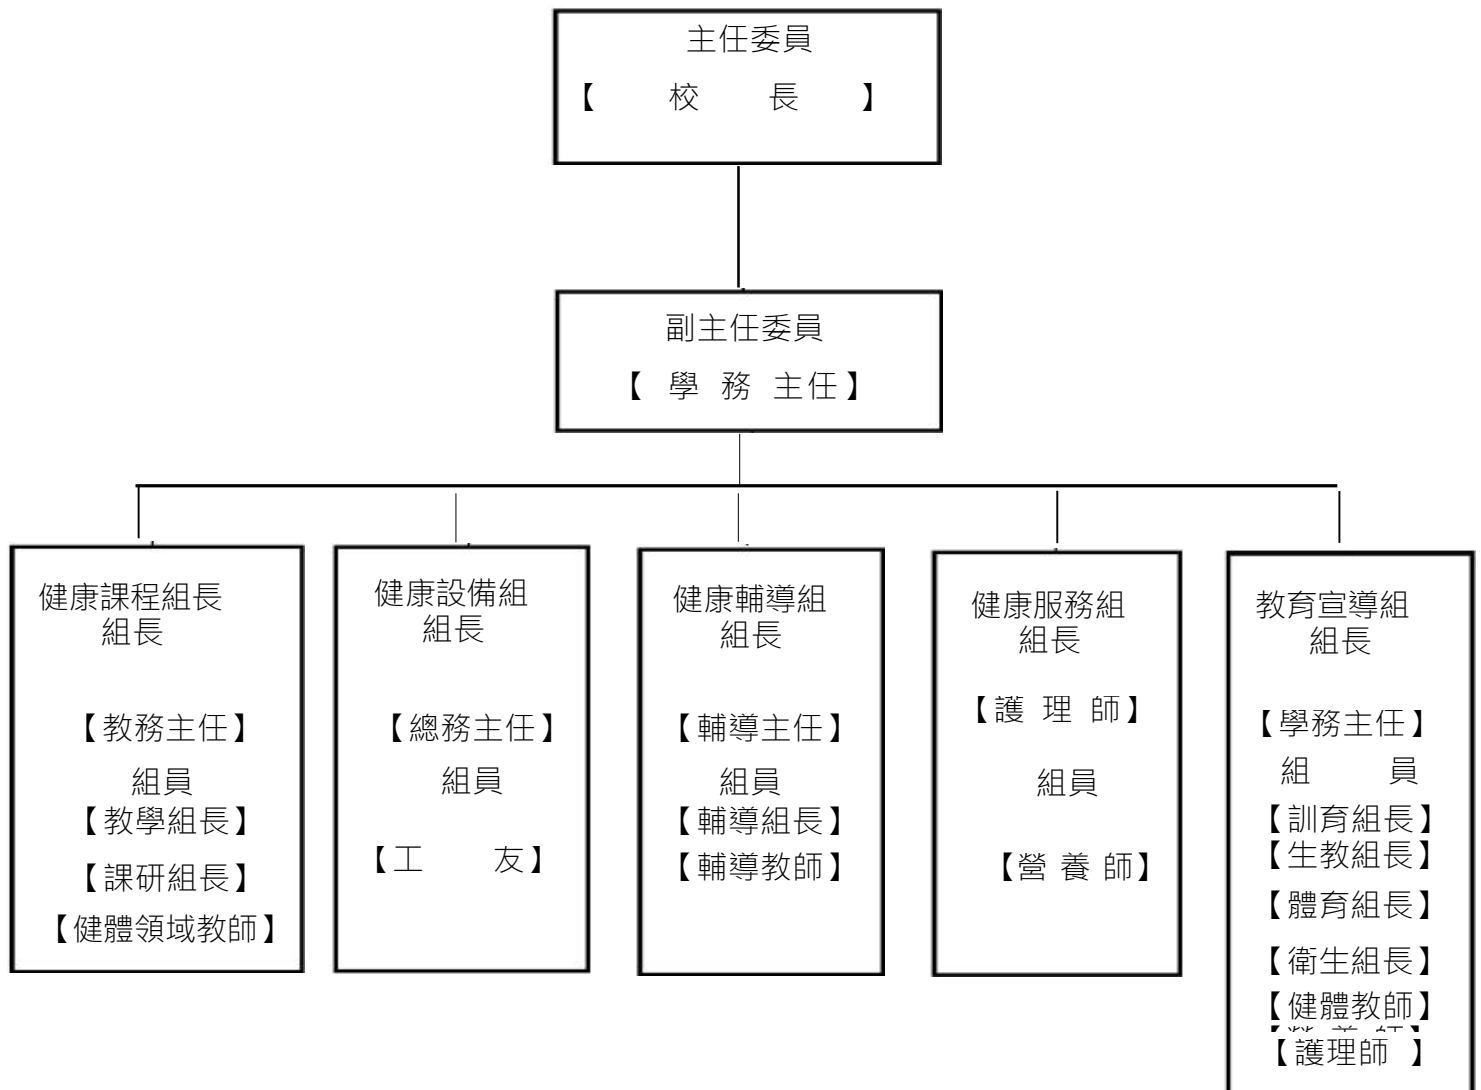 主任委員
【 校 長 】
副主任委員
【 學 務 主任】
健康課程組長
組長
【教務主任】
組員
【教學組長】
【課研組長】
【健體領域教師】
健康設備組
組長
【總務主任】
組員
【工 友】
健康輔導組
組長
【輔導主任】
組員
【輔導組長】
【輔導教師】
健康服務組
組長
【護 理 師】
組員
【營 養 師】
教育宣導組
組長
【學務主任】
組 員
【訓育組長】
【生教組長】
【體育組長】
【衛生組長】
【健體教師】
【護理師 】